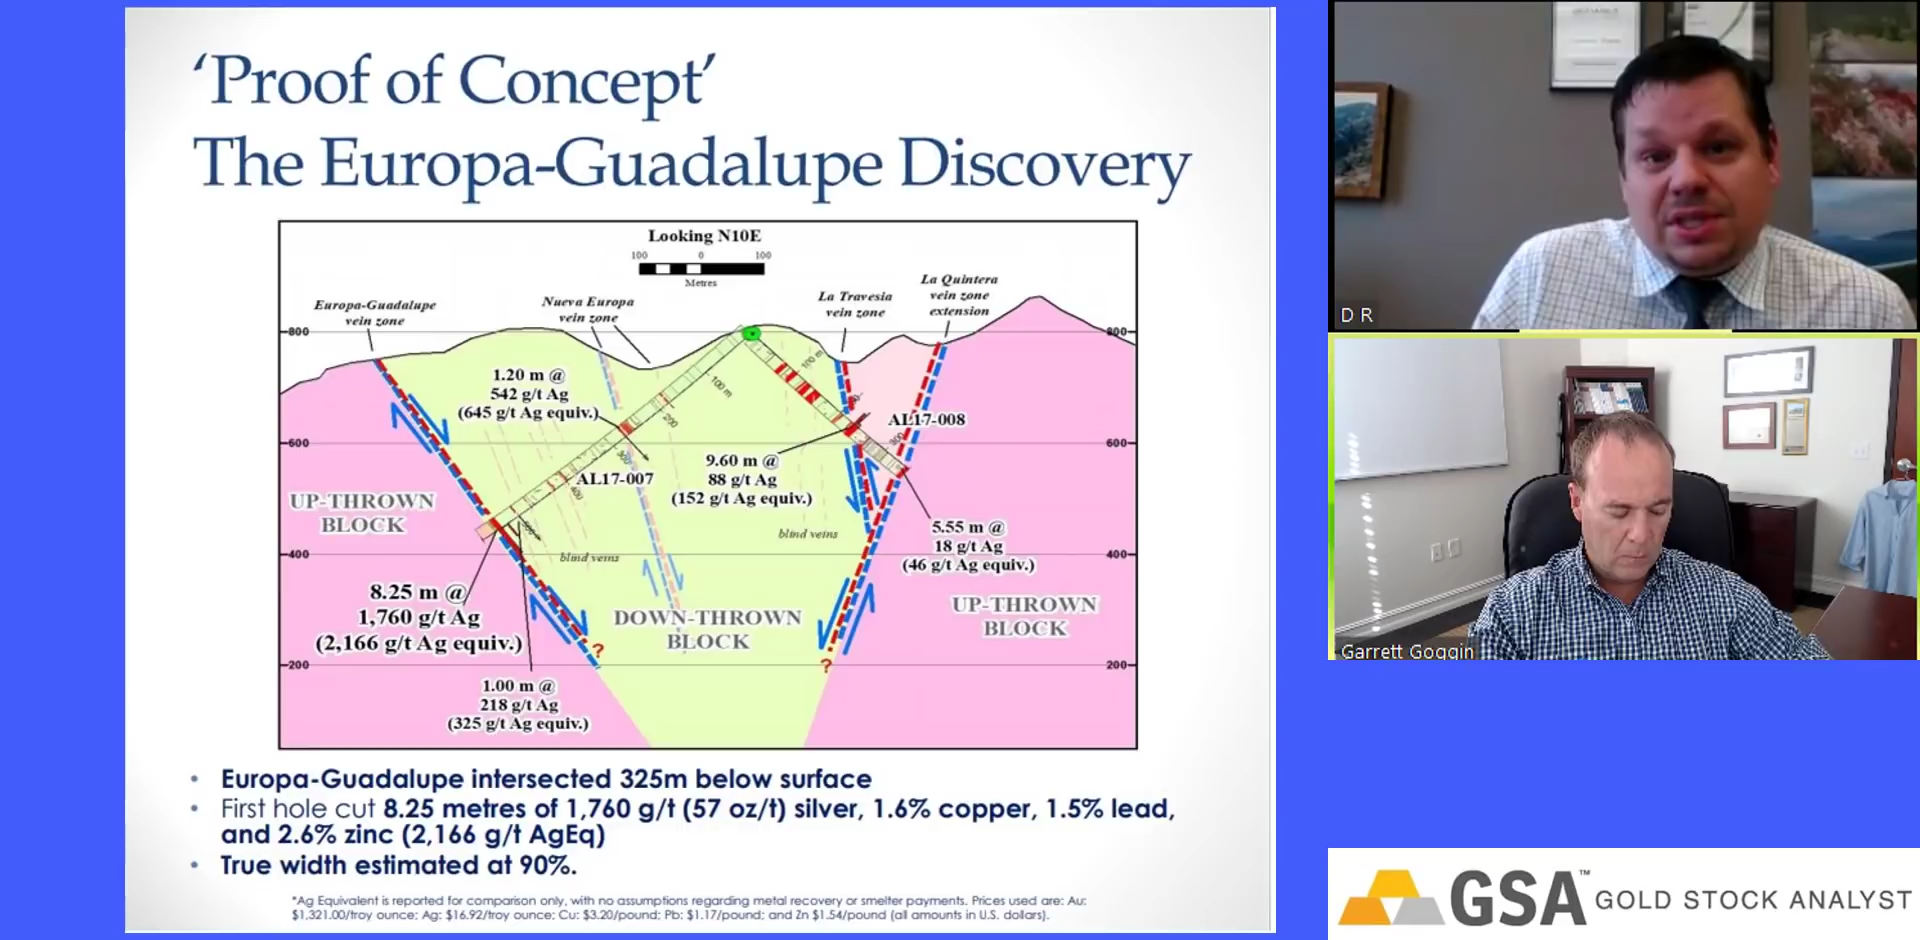 ‘Proof of Concept’
The Europa-Guadalupe Discovery
Looking N10E
100 0 100
Metres
Europa-Guadalupe
vein zone
Nueva Europa
vein zone
La Travesia
vein zone
La Quintera
vein zone
extension
800
800
600
600
400
400
200
200
1.20 m @
542 g/t Ag
(645 g/t Ag equiv.)
100 m
200
300
400
AL17-007
100 m
300
AL17-008
9.60 m @
88 g/t Ag
(152 g/t Ag equiv.)
UP-THROWN
BLOCK
blind veins
blind veins
5.55 m @
18 g/t Ag
(46 g/t Ag equiv.)
8.25 m @
1,760 g/t Ag
(2,166 g/t Ag equiv.)
DOWN-THROWN
BLOCK
UP-THROWN
BLOCK
?
?
1.00 m @
218 g/t Ag
(325 g/t Ag equiv.)
• Europa-Guadalupe intersected 325m below surface
• First hole cut 8.25 metres of 1,760 g/t (57 oz/t) silver, 1.6% copper, 1.5% lead,
and 2.6% zinc (2,166 g/t AgEq)
• True width estimated at 90%.
*Ag Equivalent is reported for comparison only, with no assumptions regarding metal recovery or smelter payments. Prices used are: Au:
$1,321.00/troy ounce; Ag: $16.92/troy ounce; Cu: $3.20/pound; Pb: $1.17/pound; and Zn $1.54/pound (all amounts in U.S. dollars).
D R
Garrett Goggin
GSA™ GOLD STOCK ANALYST